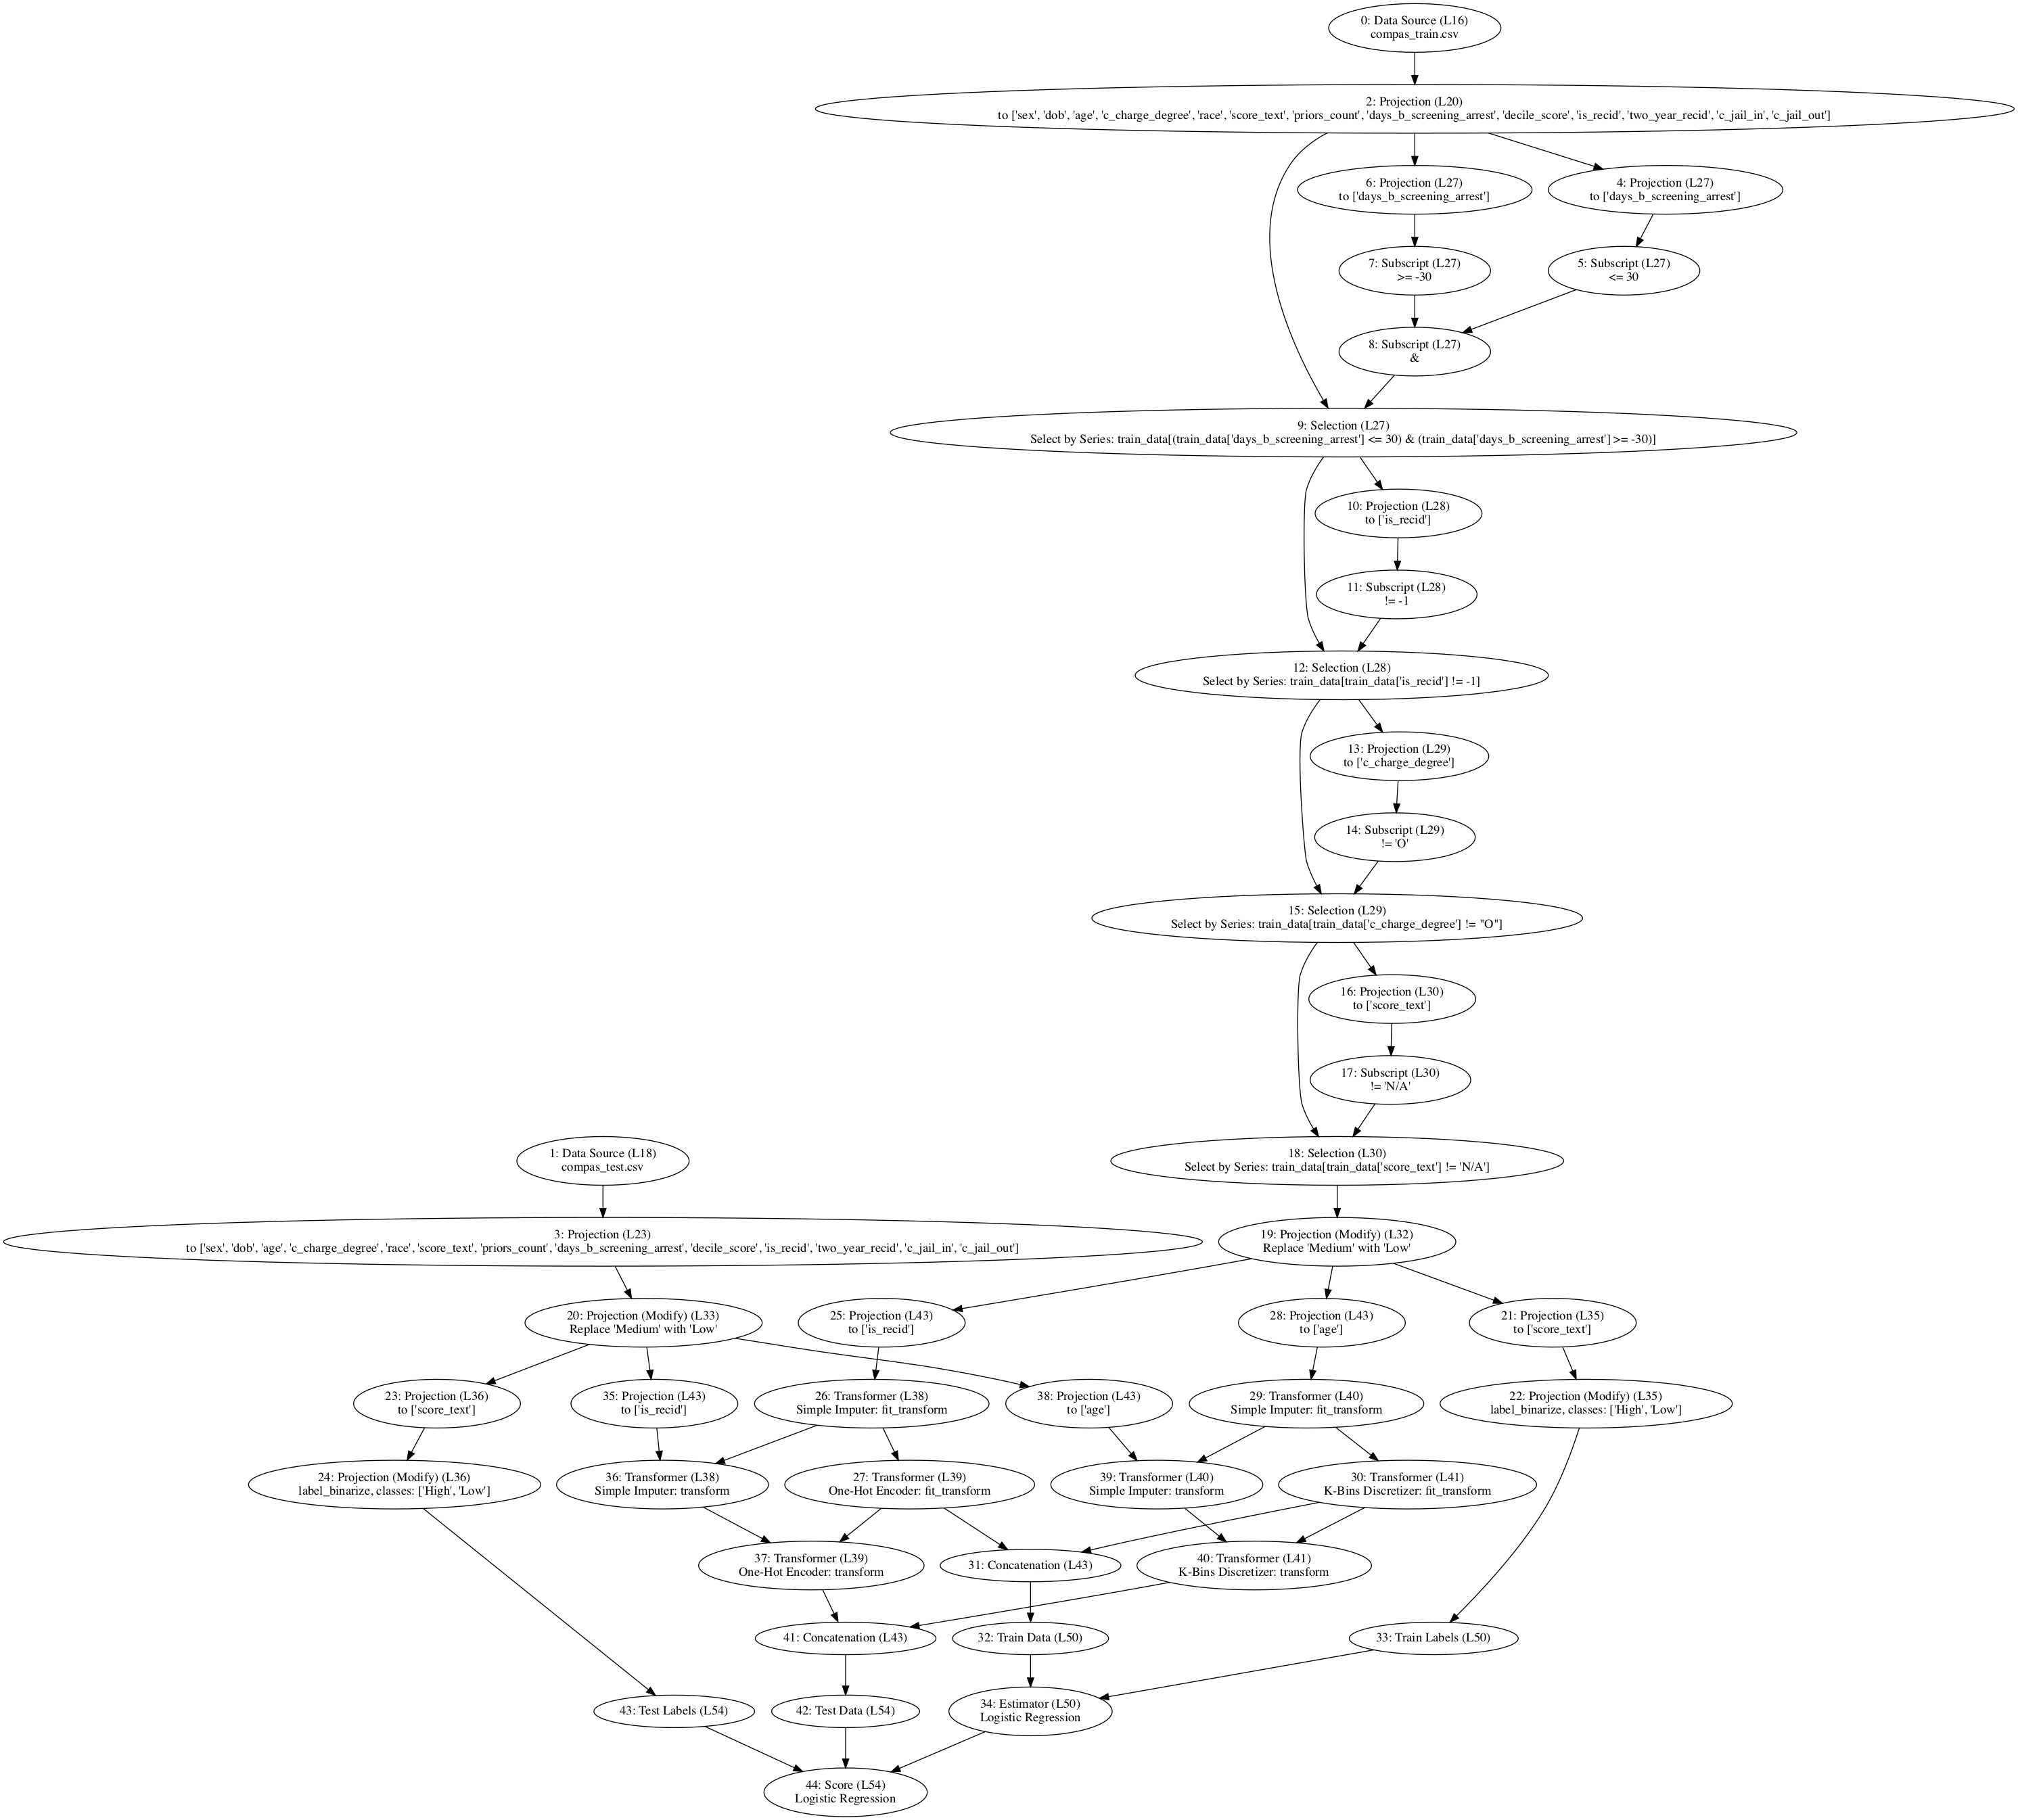 0: Data Source (L16)
compas_train.csv
2: Projection (L20)
to ['sex', 'dob', 'age', 'c_charge_degree', 'race', 'score_text', 'priors_count', 'days_b_screening_arrest', 'decile_score', 'is_recid', 'two_year_recid', 'c_jail_in', 'c_jail_out']
6: Projection (L27)
to ['days_b_screening_arrest']
4: Projection (L27)
to ['days_b_screening_arrest']
7: Subscript (L27)
>= -30
5: Subscript (L27)
<= 30
8: Subscript (L27)
&
9: Selection (L27)
Select by Series: train_data[(train_data['days_b_screening_arrest'] <= 30) & (train_data['days_b_screening_arrest'] >= -30)]
10: Projection (L28)
to ['is_recid']
11: Subscript (L28)
!= -1
12: Selection (L28)
Select by Series: train_data[train_data['is_recid'] != -1]
13: Projection (L29)
to ['c_charge_degree']
14: Subscript (L29)
!= 'O'
15: Selection (L29)
Select by Series: train_data[train_data['c_charge_degree'] != "O"]
16: Projection (L30)
to ['score_text']
17: Subscript (L30)
!= 'N/A'
1: Data Source (L18)
compas_test.csv
18: Selection (L30)
Select by Series: train_data[train_data['score_text'] != 'N/A']
3: Projection (L23)
to ['sex', 'dob', 'age', 'c_charge_degree', 'race', 'score_text', 'priors_count', 'days_b_screening_arrest', 'decile_score', 'is_recid', 'two_year_recid', 'c_jail_in', 'c_jail_out']
19: Projection (Modify) (L32)
Replace 'Medium' with 'Low'
20: Projection (Modify) (L33)
Replace 'Medium' with 'Low'
25: Projection (L43)
to ['is_recid']
28: Projection (L43)
to ['age']
21: Projection (L35)
to ['score_text']
23: Projection (L36)
to ['score_text']
35: Projection (L43)
to ['is_recid']
26: Transformer (L38)
Simple Imputer: fit_transform
38: Projection (L43)
to ['age']
29: Transformer (L40)
Simple Imputer: fit_transform
22: Projection (Modify) (L35)
label_binarize, classes: ['High', 'Low']
24: Projection (Modify) (L36)
label_binarize, classes: ['High', 'Low']
36: Transformer (L38)
Simple Imputer: transform
27: Transformer (L39)
One-Hot Encoder: fit_transform
39: Transformer (L40)
Simple Imputer: transform
30: Transformer (L41)
K-Bins Discretizer: fit_transform
37: Transformer (L39)
One-Hot Encoder: transform
31: Concatenation (L43)
40: Transformer (L41)
K-Bins Discretizer: transform
41: Concatenation (L43)
32: Train Data (L50)
33: Train Labels (L50)
43: Test Labels (L54)
42: Test Data (L54)
34: Estimator (L50)
Logistic Regression
44: Score (L54)
Logistic Regression